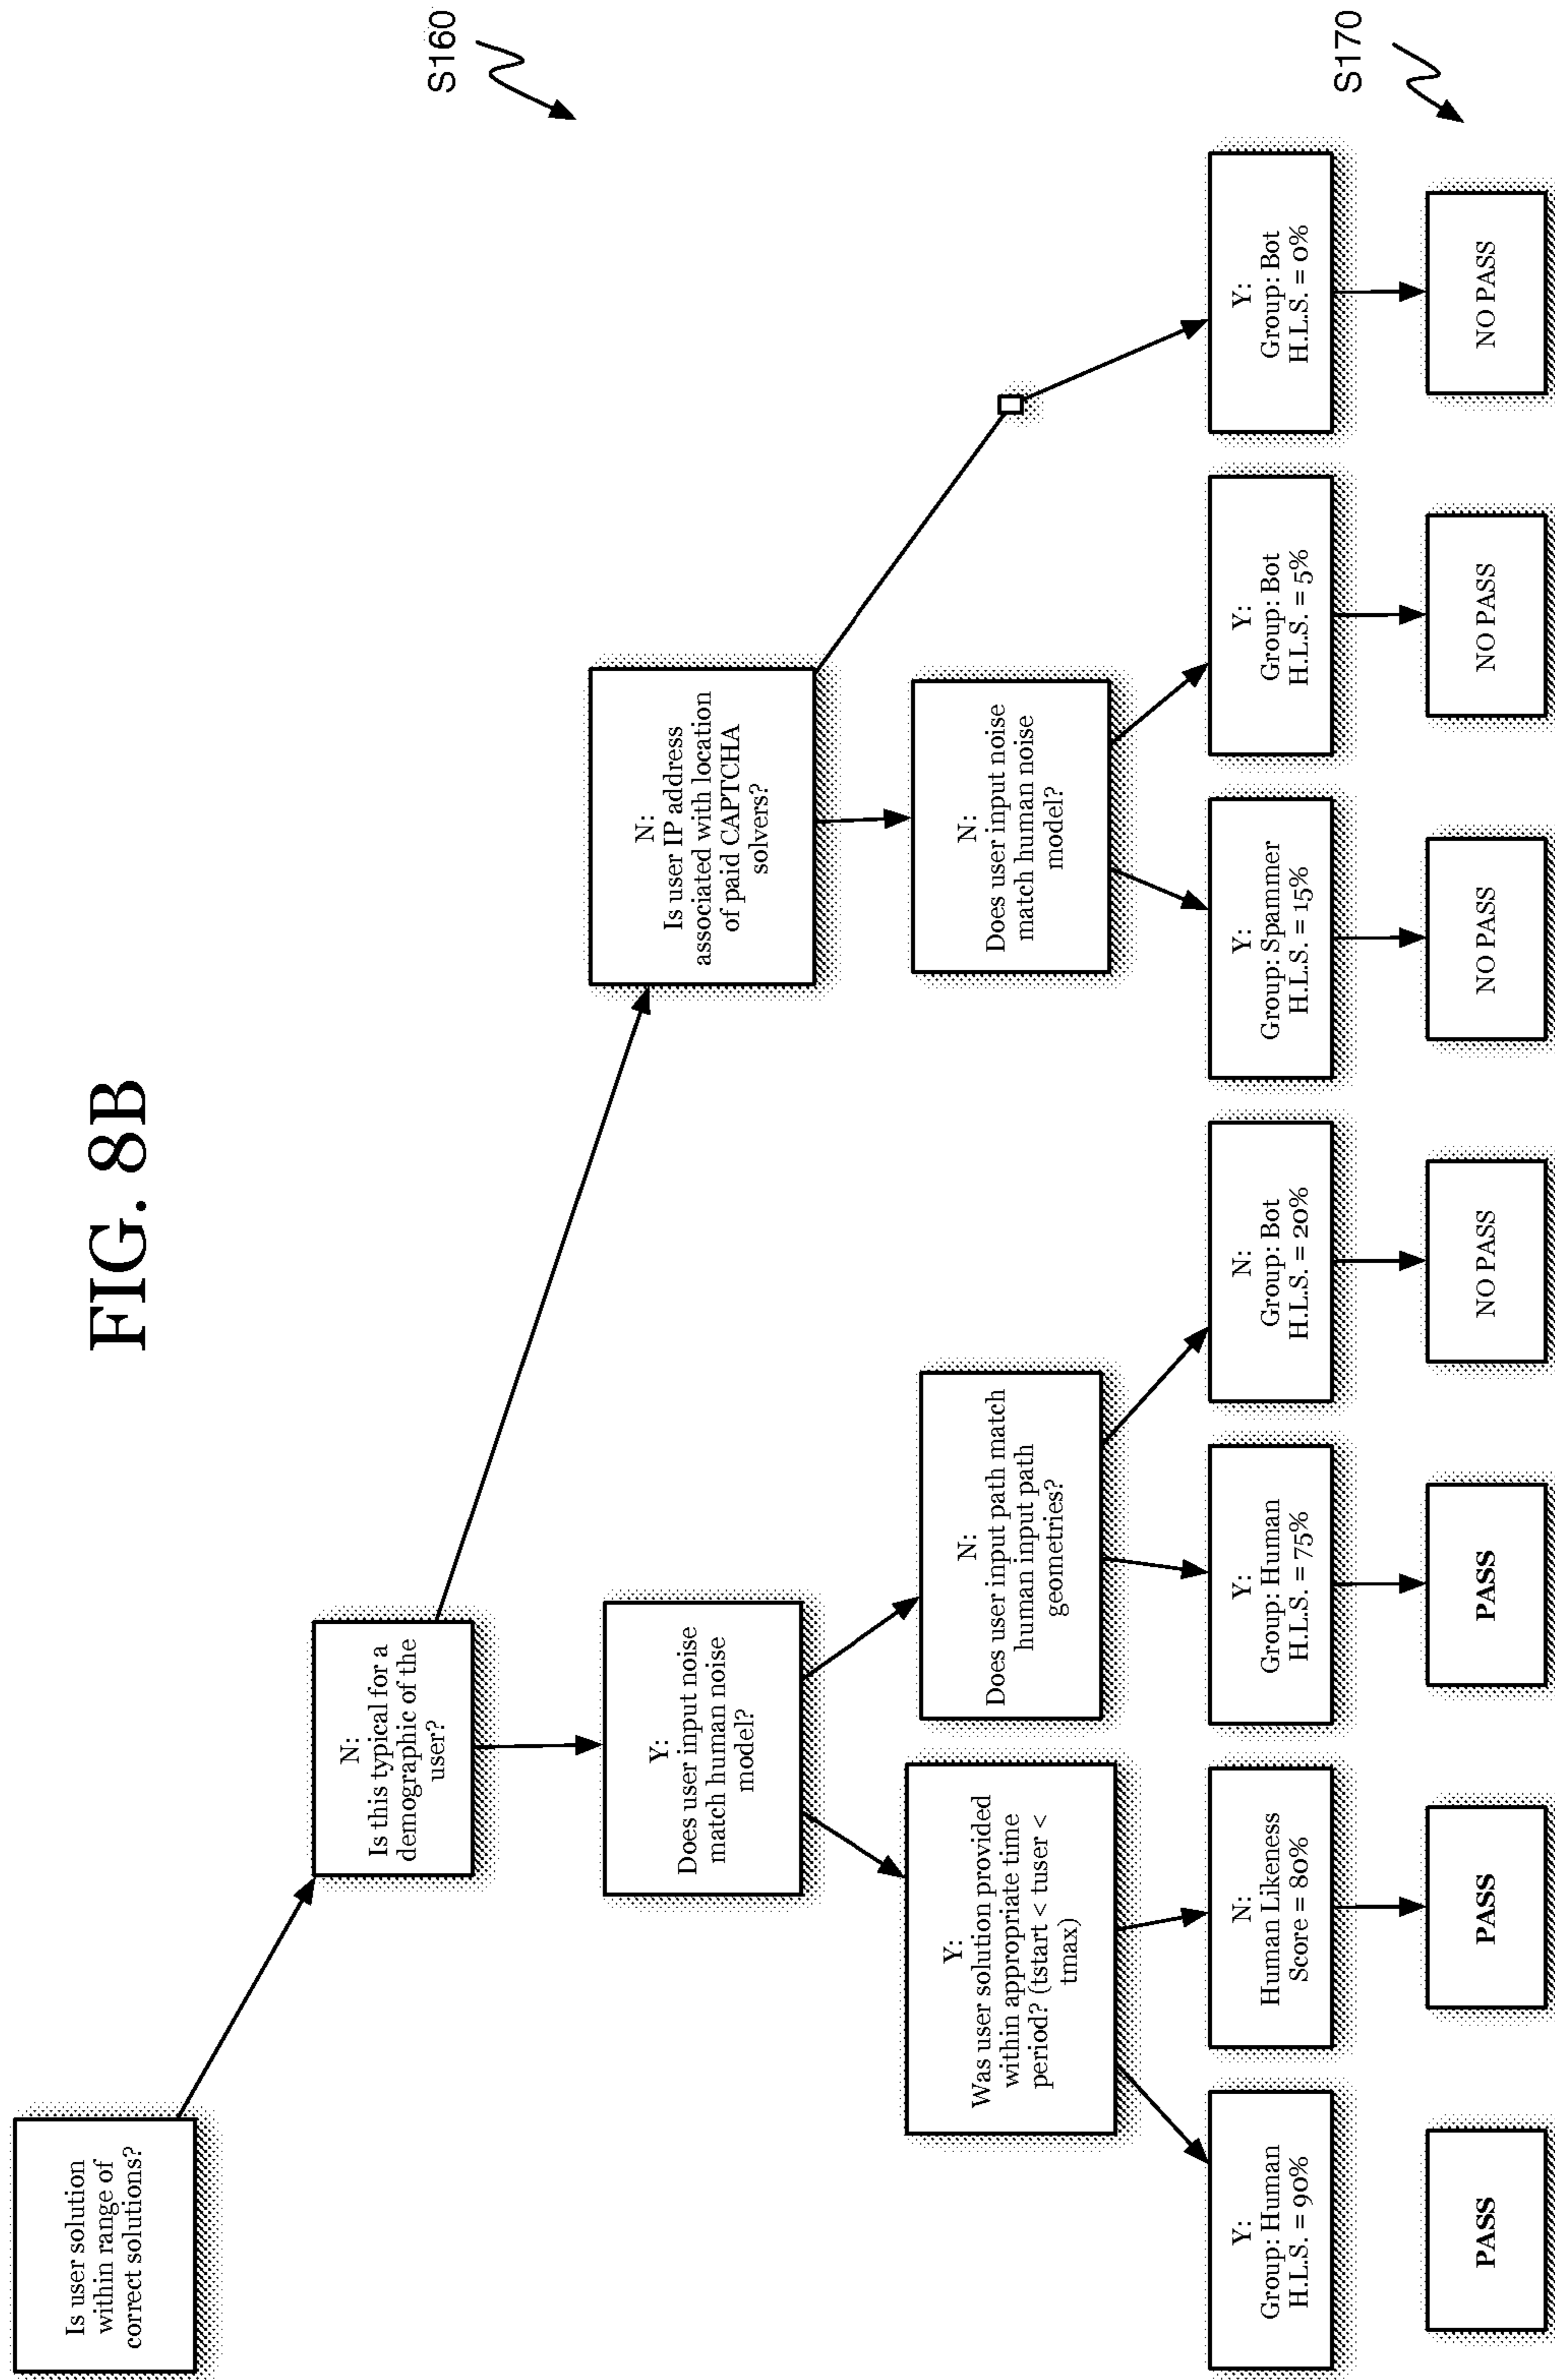 FIG. 8B
S160
Is user solution
within range of
correct solutions?
N:
Is this typical for a
demographic of the
user?
Y:
Does user input noise
match human noise
model?
N:
Is user IP address
associated with location
of paid CAPTCHA
solvers?
Y:
Was user solution provided
within appropriate time
period? (tstart < tuser <
tmax)
N:
Does user input path match
human input path
geometries?
N:
Does user input noise
match human noise
model?
Y:
Group: Human
H.L.S. = 90%
N:
Human Likeness
Score = 80%
Y:
Group: Human
H.L.S. = 75%
N:
Group: Bot
H.L.S. = 20%
Y:
Group: Spammer
H.L.S. = 15%
Y:
Group: Bot
H.L.S. = 5%
Y:
Group: Bot
H.L.S. = 0%
S170
PASS
PASS
PASS
NO PASS
NO PASS
NO PASS
NO PASS